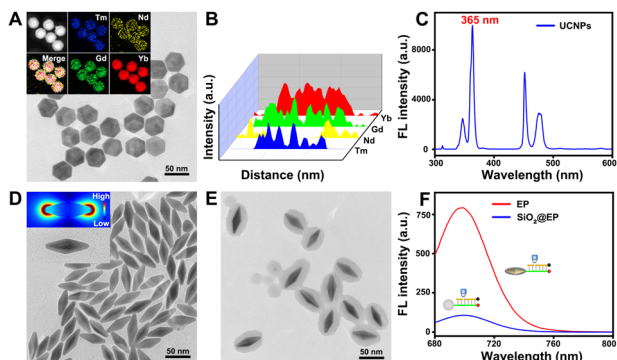 A
Tm
Nd
Merge
Gd
Yb
50 nm
B
Intensity (a.u.)
Yb
Gd
Nd
Tm
Distance (nm)
C
365 nm
UCNPs
FL intensity (a.u.)
10000
5000
0
300
400
500
600
Wavelength (nm)
D
High
Low
50 nm
E
50 nm
F
EP
SiO₂@EP
FL intensity (a.u.)
750
500
250
0
680
720
760
800
Wavelength (nm)